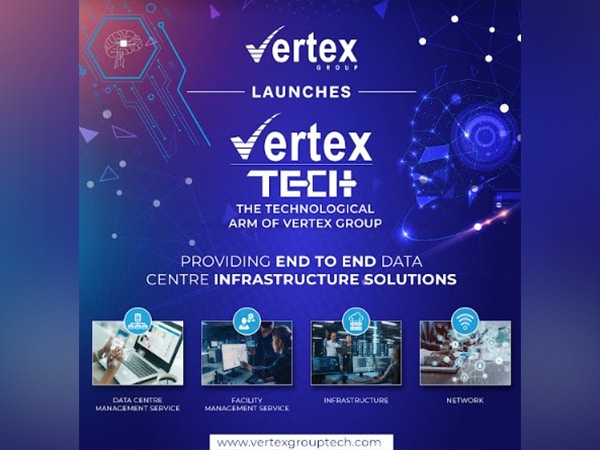 Vertex
GROUP
LAUNCHES
Vertex
TECH
THE TECHNOLOGICAL
ARM OF VERTEX GROUP
PROVIDING END TO END DATA
CENTRE INFRASTRUCTURE SOLUTIONS
DATA CENTRE
MANAGEMENT SERVICE
FACILITY
MANAGEMENT SERVICE
INFRASTRUCTURE
NETWORK
www.vertexgrouptech.com